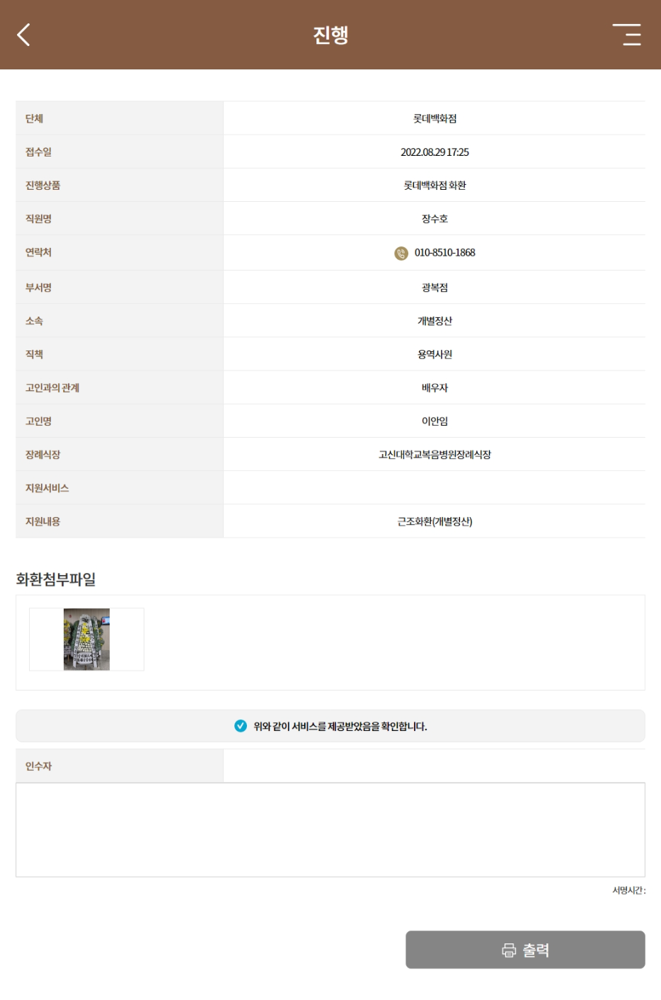 진행
단체 롯데백화점
접수일 2022.08.29 17:25
진행상품 롯데백화점 화환
직원명 장수호
연락처 010-8510-1868
부서명 광복점
소속 개별정산
직책 용역사원
고인과의 관계 배우자
고인명 이안임
장례식장 고신대학교복음병원장례식장
지원서비스
지원내용 근조화환(개별정산)
화환첨부파일
위와 같이 서비스를 제공받았음을 확인합니다.
인수자
서명시간 :
출력